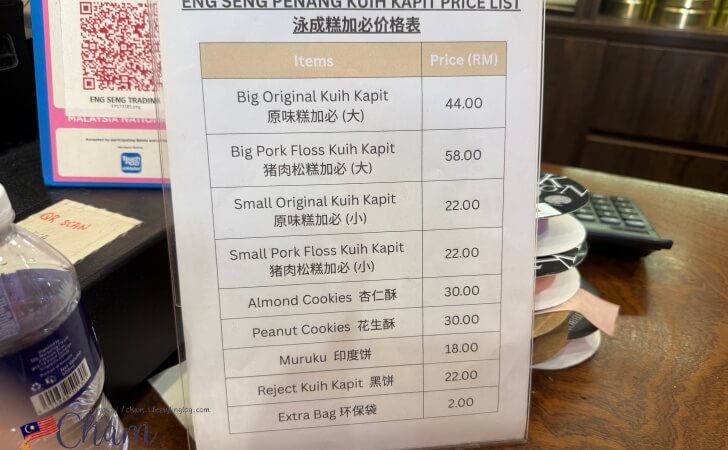 ENG SENG PENANG KUIH KAPIT PRICE LIST
泳成糕加必价格表
Items Price (RM)
Big Original Kuih Kapit
原味糕加必 (大)
44.00
Big Pork Floss Kuih Kapit
猪肉松糕加必 (大)
58.00
Small Original Kuih Kapit
原味糕加必 (小)
22.00
Small Pork Floss Kuih Kapit
猪肉松糕加必 (小)
22.00
Almond Cookies 杏仁酥 30.00
Peanut Cookies 花生酥 30.00
Muruku 印度饼 18.00
Reject Kuih Kapit 黑饼 22.00
Extra Bag 环保袋 2.00
ENG SENG TRADING
MALAYSIA NATION
QR SCAN
Cham